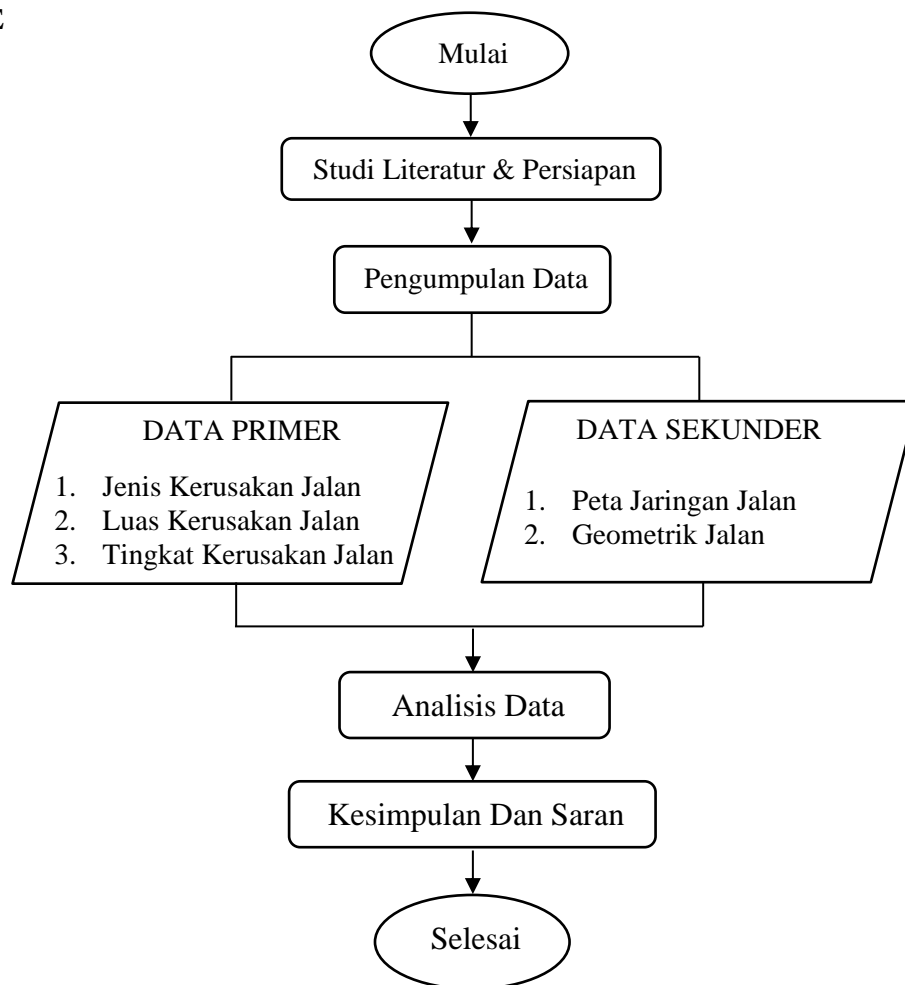 E
Mulai
Studi Literatur & Persiapan
Pengumpulan Data
DATA PRIMER
1. Jenis Kerusakan Jalan
2. Luas Kerusakan Jalan
3. Tingkat Kerusakan Jalan
DATA SEKUNDER
1. Peta Jaringan Jalan
2. Geometrik Jalan
Analisis Data
Kesimpulan Dan Saran
Selesai